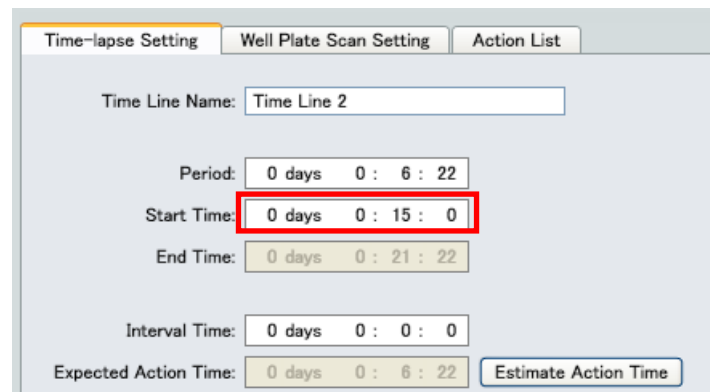 Time-lapse Setting Well Plate Scan Setting Action List
Time Line Name: Time Line 2
Period: 0 days 0 : 6 : 22
Start Time: 0 days 0 : 15 : 0
End Time: 0 days 0 : 21 : 22
Interval Time: 0 days 0 : 0 : 0
Expected Action Time: 0 days 0 : 6 : 22 Estimate Action Time